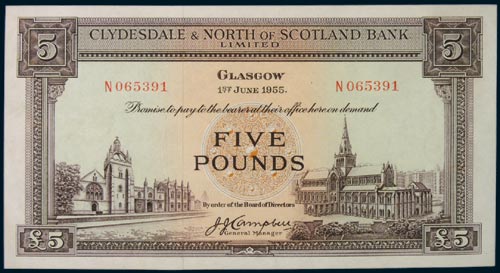 5 CLYDESDALE & NORTH OF SCOTLAND BANK 5
LIMITED
GLASGOW
N 065391 N 065391
1ST JUNE 1955.
Promise to pay to the bearer at their office here on demand
FIVE
POUNDS
By order of the Board of Directors
J.J. Campbell
General Manager
£5 £5